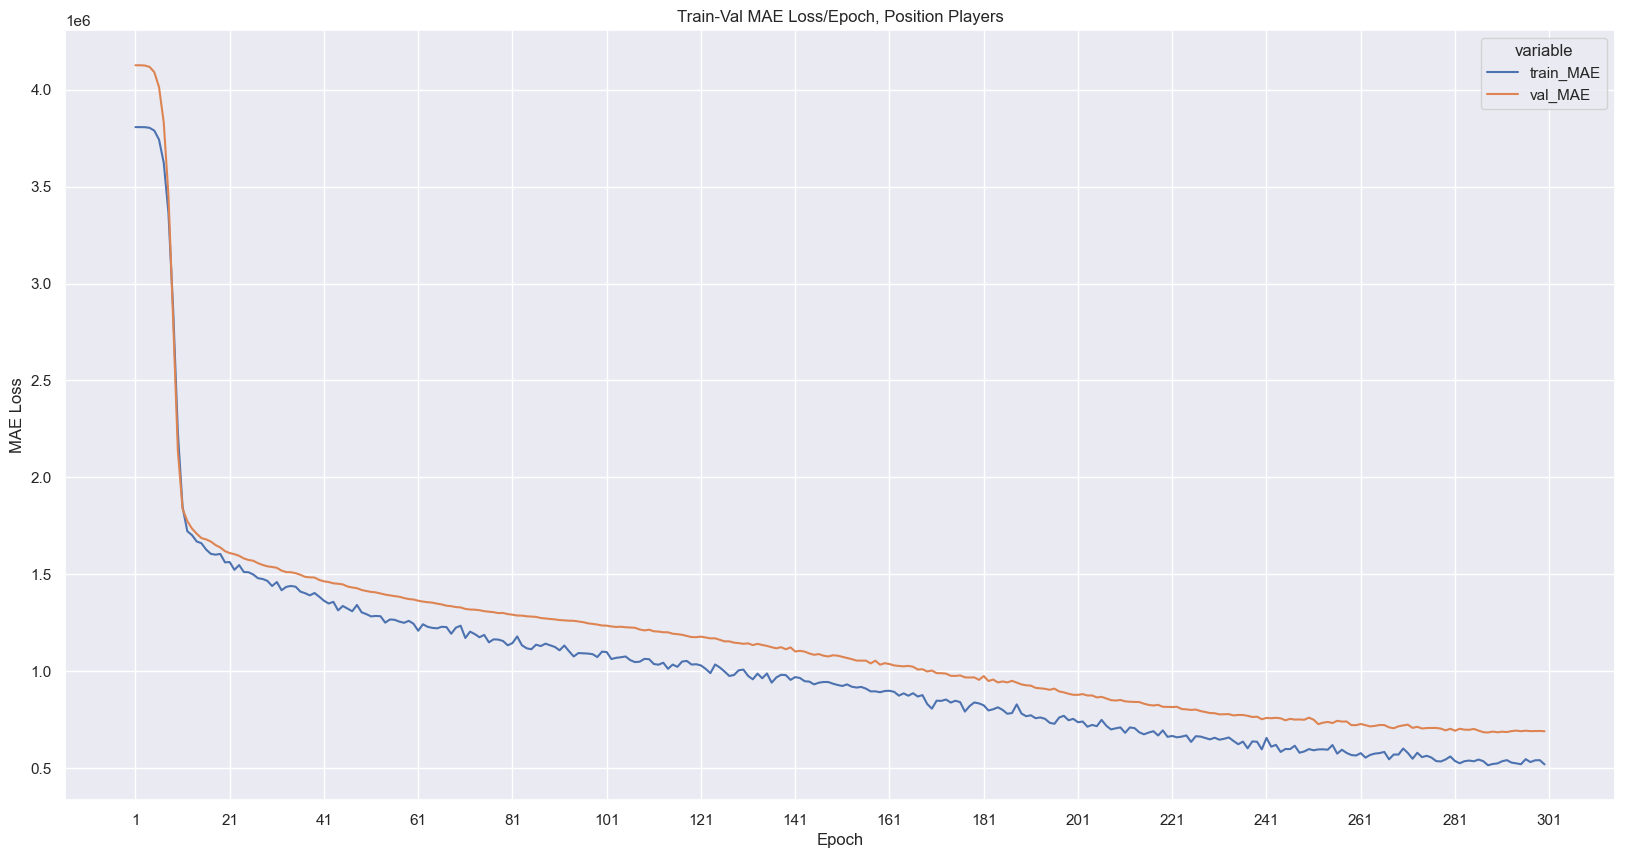 Train-Val MAE Loss/Epoch, Position Players
1e6
variable
train_MAE
val_MAE
4.0
3.5
3.0
2.5
2.0
1.5
1.0
0.5
MAE Loss
1 21 41 61 81 101 121 141 161 181 201 221 241 261 281 301
Epoch